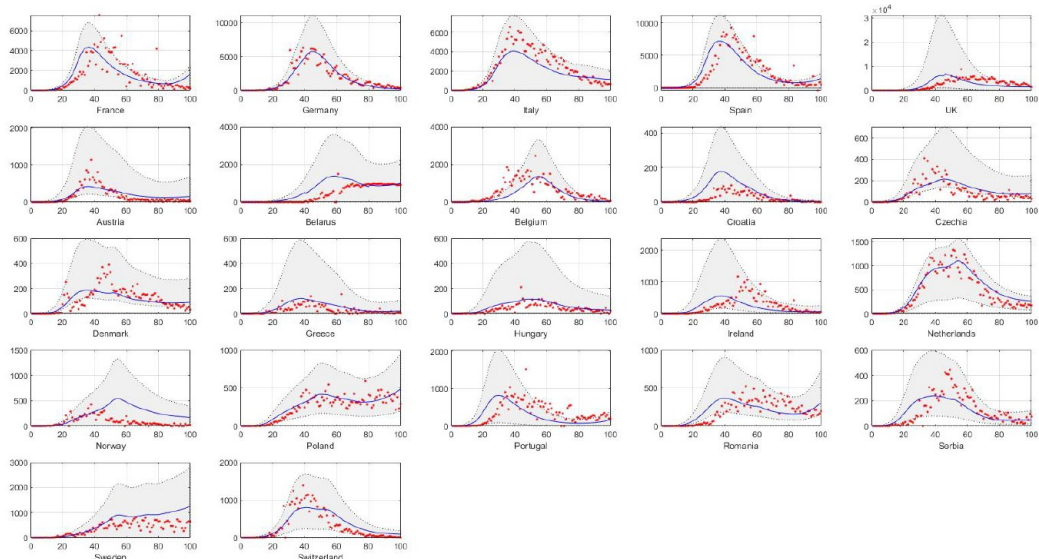 6000
4000
2000
0
0 20 40 60 80 100
France
10000
5000
0
0 20 40 60 80 100
Germany
8000
6000
4000
2000
0
0 20 40 60 80 100
Italy
10000
5000
0
0 20 40 60 80 100
Spain
×10⁴
3
2
1
0
0 20 40 60 80 100
UK
2000
1000
0
0 20 40 60 80 100
Austria
4000
2000
0
0 20 40 60 80 100
Belarus
4000
2000
0
0 20 40 60 80 100
Belgium
400
200
0
0 20 40 60 80 100
Croatia
600
400
200
0
0 20 40 60 80 100
Czechia
600
400
200
0
0 20 40 60 80 100
Denmark
600
400
200
0
0 20 40 60 80 100
Greece
600
400
200
0
0 20 40 60 80 100
Hungary
2000
1000
0
0 20 40 60 80 100
Ireland
1500
1000
500
0
0 20 40 60 80 100
Netherlands
1500
1000
500
0
0 20 40 60 80 100
Norway
1000
500
0
0 20 40 60 80 100
Poland
2000
1000
0
0 20 40 60 80 100
Portugal
1000
500
0
0 20 40 60 80 100
Romania
600
400
200
0
0 20 40 60 80 100
Serbia
3000
2000
1000
0
0 20 40 60 80 100
Sweden
2000
1000
0
0 20 40 60 80 100
Switzerland